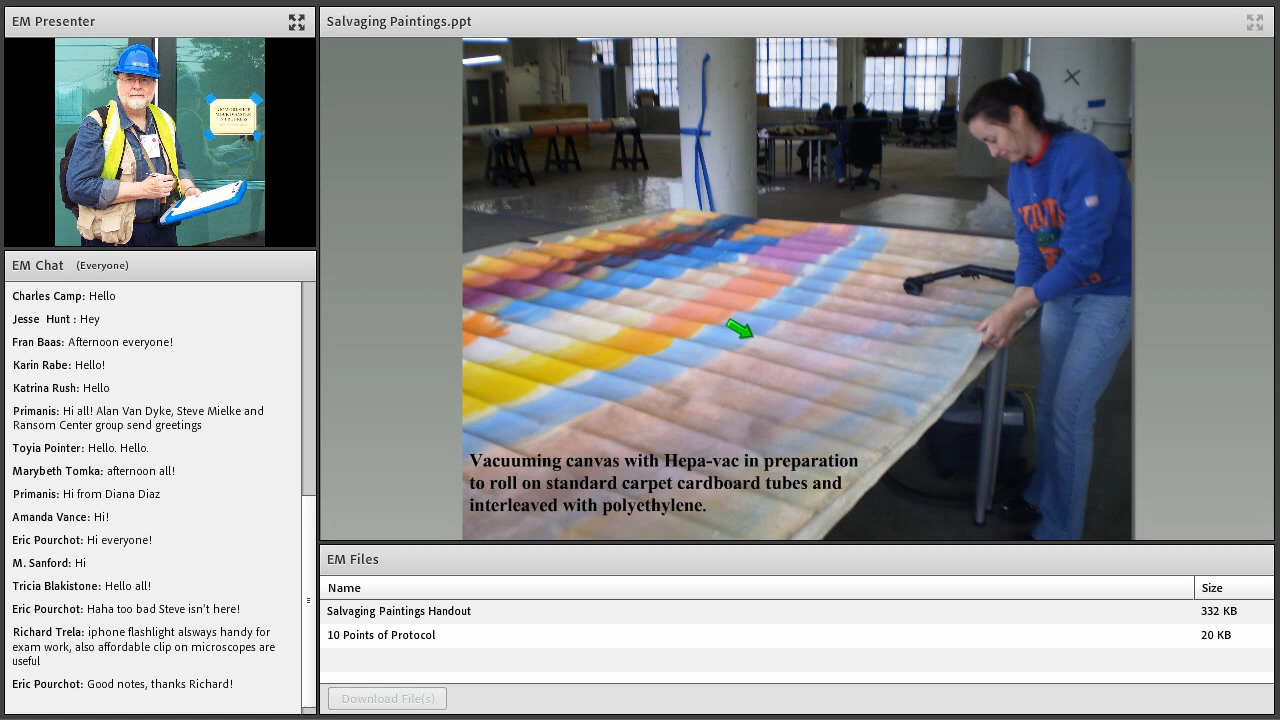 EM Presenter
EM Chat (Everyone)
Charles Camp: Hello
Jesse Hunt : Hey
Fran Baas: Afternoon everyone!
Karin Rabe: Hello!
Katrina Rush: Hello
Primanis: Hi all! Alan Van Dyke, Steve Mielke and
Ransom Center group send greetings
Toyia Pointer: Hello. Hello.
Marybeth Tomka: afternoon all!
Primanis: Hi from Diana Diaz
Amanda Vance: Hi!
Eric Pourchot: Hi everyone!
M. Sanford: Hi
Tricia Blakistone: Hello all!
Eric Pourchot: Haha too bad Steve isn't here!
Richard Trela: iphone flashlight alsways handy for
exam work, also affordable clip on microscopes are
useful
Eric Pourchot: Good notes, thanks Richard!
Salvaging Paintings.ppt
Vacuuming canvas with Hepa-vac in preparation
to roll on standard carpet cardboard tubes and
interleaved with polyethylene.
EM Files
Name Size
Salvaging Paintings Handout 332 KB
10 Points of Protocol 20 KB
Download File(s)